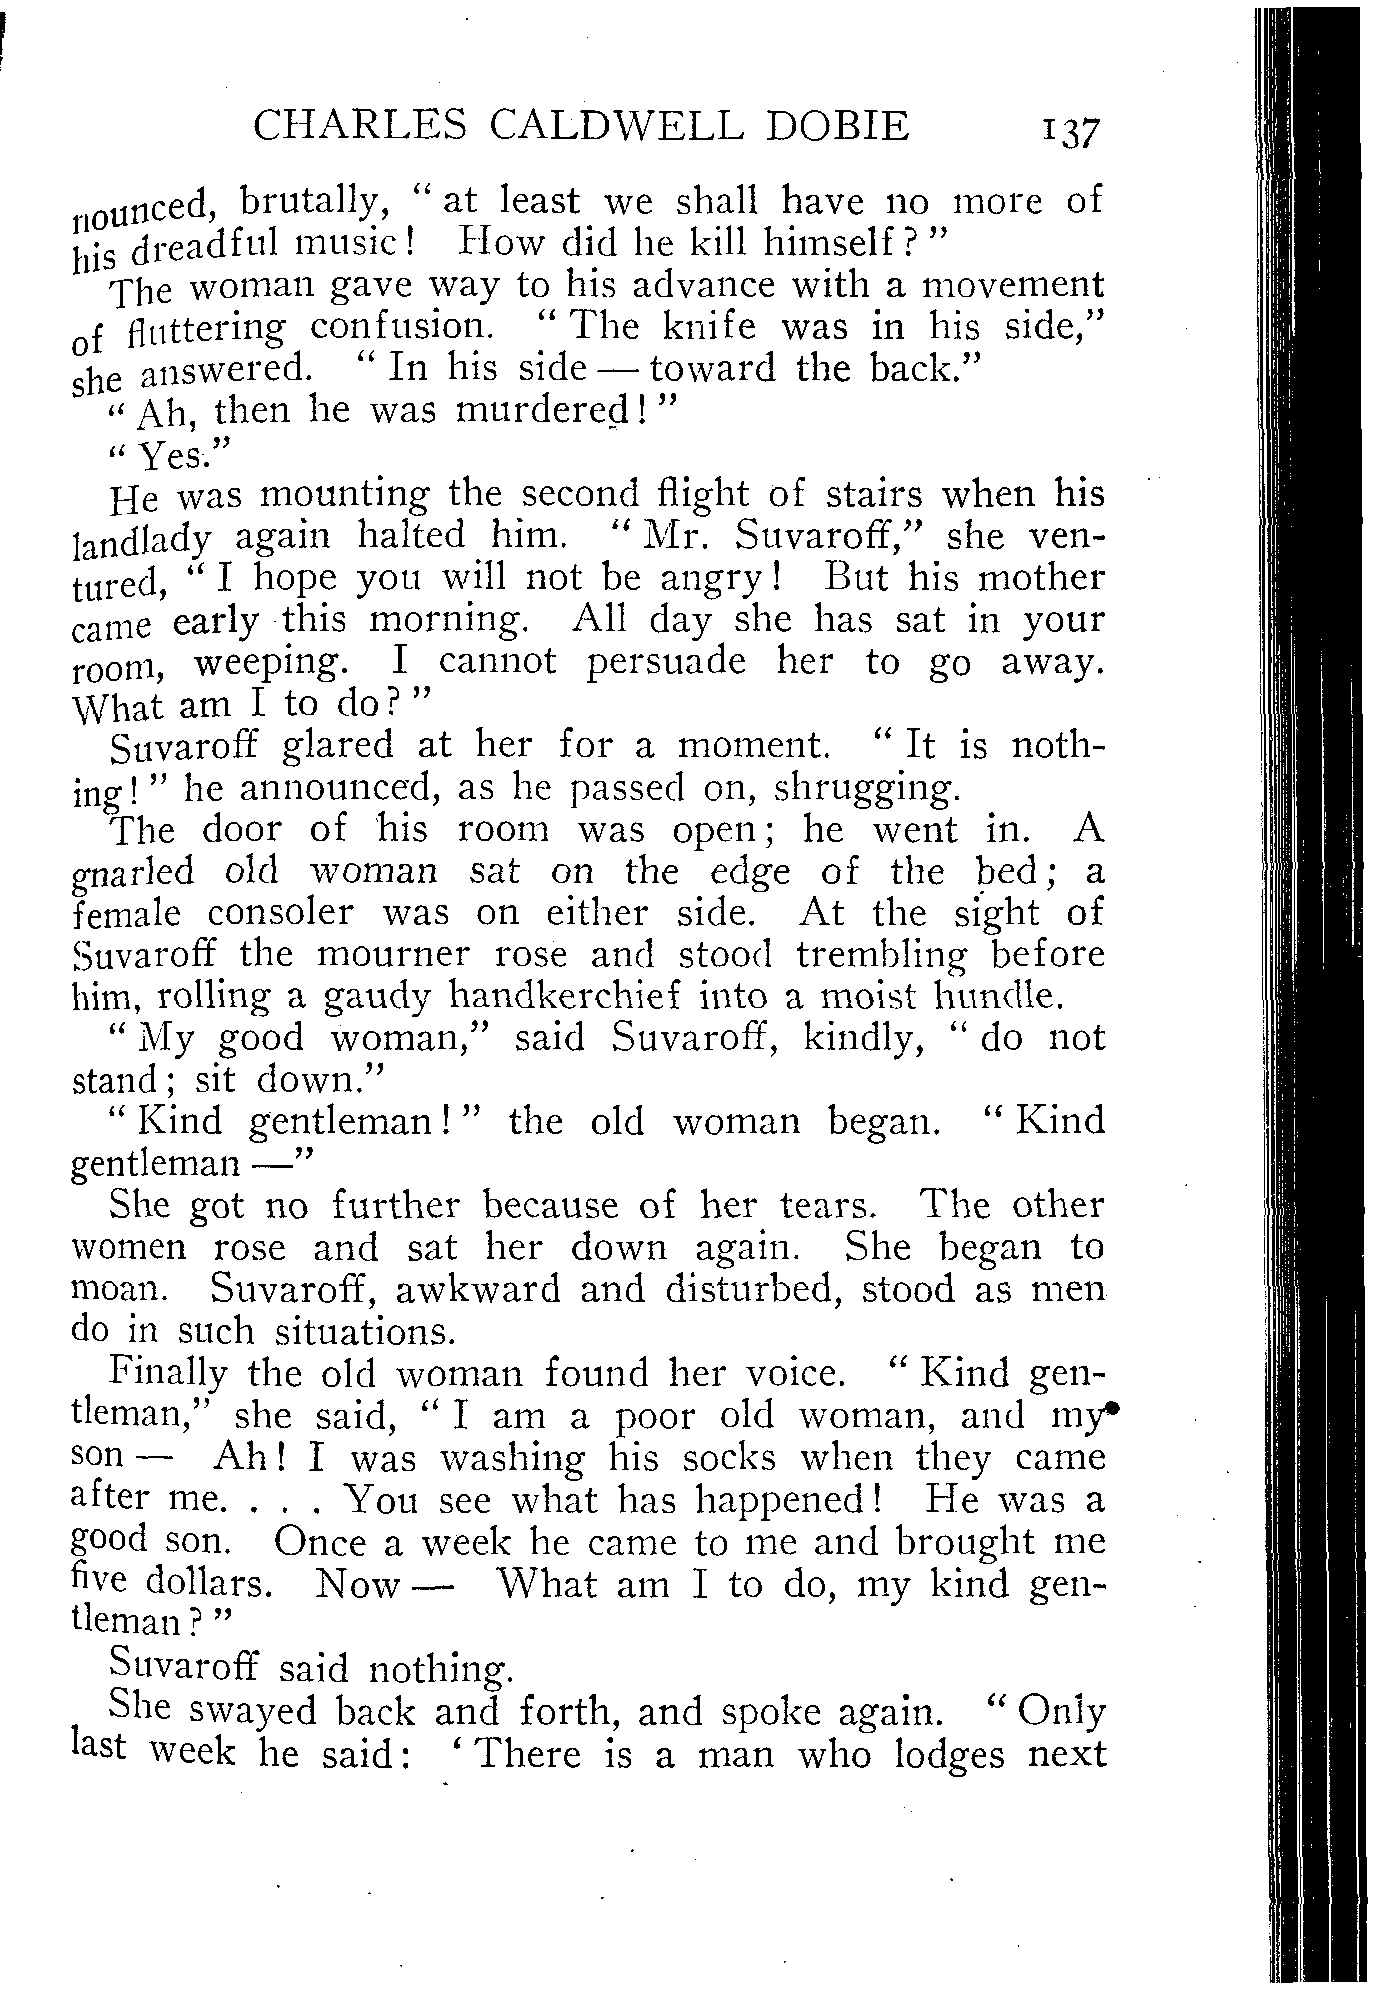 CHARLES CALDWELL DOBIE 137
nounced, brutally, “ at least we shall have no more of
his dreadful music! How did he kill himself? ”
The woman gave way to his advance with a movement
of fluttering confusion. “ The knife was in his side,”
she answered. “ In his side — toward the back.”
“ Ah, then he was murdered! ”
“ Yes.”
He was mounting the second flight of stairs when his
landlady again halted him. “ Mr. Suvaroff,” she ven-
tured, “ I hope you will not be angry! But his mother
came early this morning. All day she has sat in your
room, weeping. I cannot persuade her to go away.
What am I to do? ”
Suvaroff glared at her for a moment. “ It is noth-
ing! ” he announced, as he passed on, shrugging.
The door of his room was open; he went in. A
gnarled old woman sat on the edge of the bed; a
female consoler was on either side. At the sight of
Suvaroff the mourner rose and stood trembling before
him, rolling a gaudy handkerchief into a moist hundle.
“ My good woman,” said Suvaroff, kindly, “ do not
stand; sit down.”
“ Kind gentleman! ” the old woman began. “ Kind
gentleman —”
She got no further because of her tears. The other
women rose and sat her down again. She began to
moan. Suvaroff, awkward and disturbed, stood as men
do in such situations.
Finally the old woman found her voice. “ Kind gen-
tleman,” she said, “ I am a poor old woman, and my
son — Ah! I was washing his socks when they came
after me. . . . You see what has happened! He was a
good son. Once a week he came to me and brought me
five dollars. Now — What am I to do, my kind gen-
tleman? ”
Suvaroff said nothing.
She swayed back and forth, and spoke again. “ Only
last week he said: ‘ There is a man who lodges next